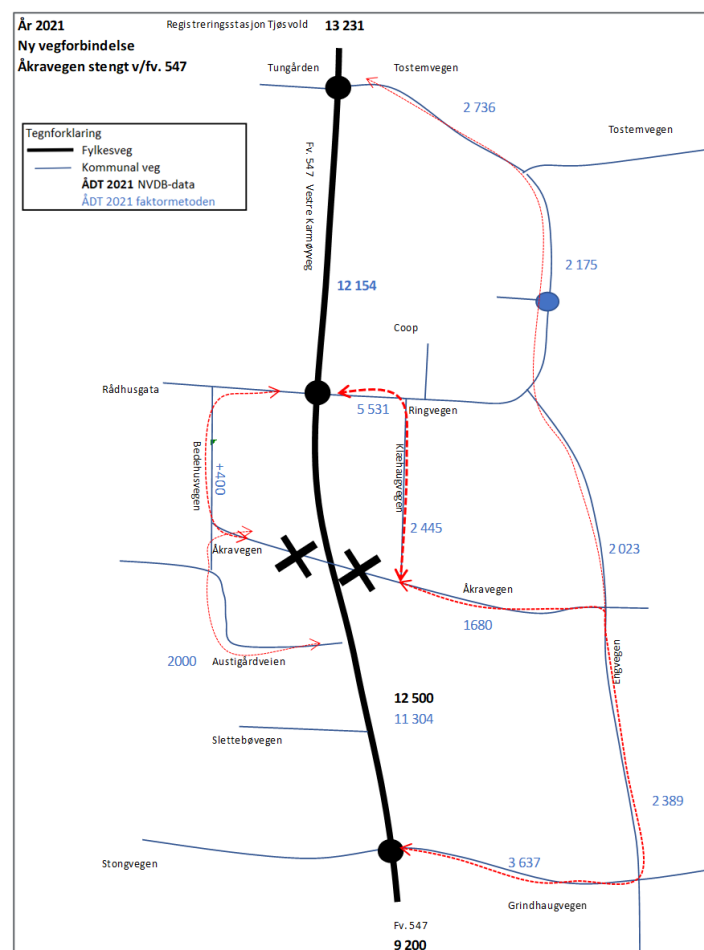 År 2021
Ny vegforbindelse
Åkravegen stengt v/fv. 547
Registreringsstasjon Tjøsvold
13 231
Tungården
Tostemvegen
2 736
Tostemvegen
Tegnforklaring
Fylkesveg
Kommunal veg
ÅDT 2021 NVDB-data
ÅDT 2021 faktormetoden
Fv. 547 Vestre Karmøyveg
2 175
12 154
Coop
Rådhusgata
5 531
Ringvegen
Bedehusvegen
+400
Klæhaugvegen
2 445
Åkravegen
2 023
Åkravegen
1680
2000
Austigårdveien
Engvegen
12 500
11 304
Slettebøvegen
2 389
Stongvegen
3 637
Grindhaugvegen
Fv. 547
9 200